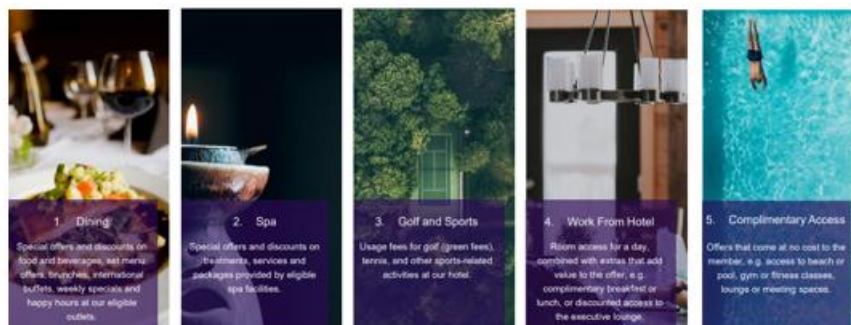 1. Dining
Special offers and discounts on
food and beverages, set menu
offers, brunches, international
buffets, weekly specials and
happy hours at our eligible
outlets.
2. Spa
Special offers and discounts on
treatments, services and
packages provided by eligible
spa facilities.
3. Golf and Sports
Usage fees for golf (green fees),
tennis, and other sports-related
activities at our hotel.
4. Work From Hotel
Room access for a day,
combined with extras that add
value to the offer, e.g.
complimentary breakfast or
lunch, or discounted access to
the executive lounge.
5. Complimentary Access
Offers that come at no cost to the
member, e.g. access to beach or
pool, gym or fitness classes,
lounge or meeting spaces.